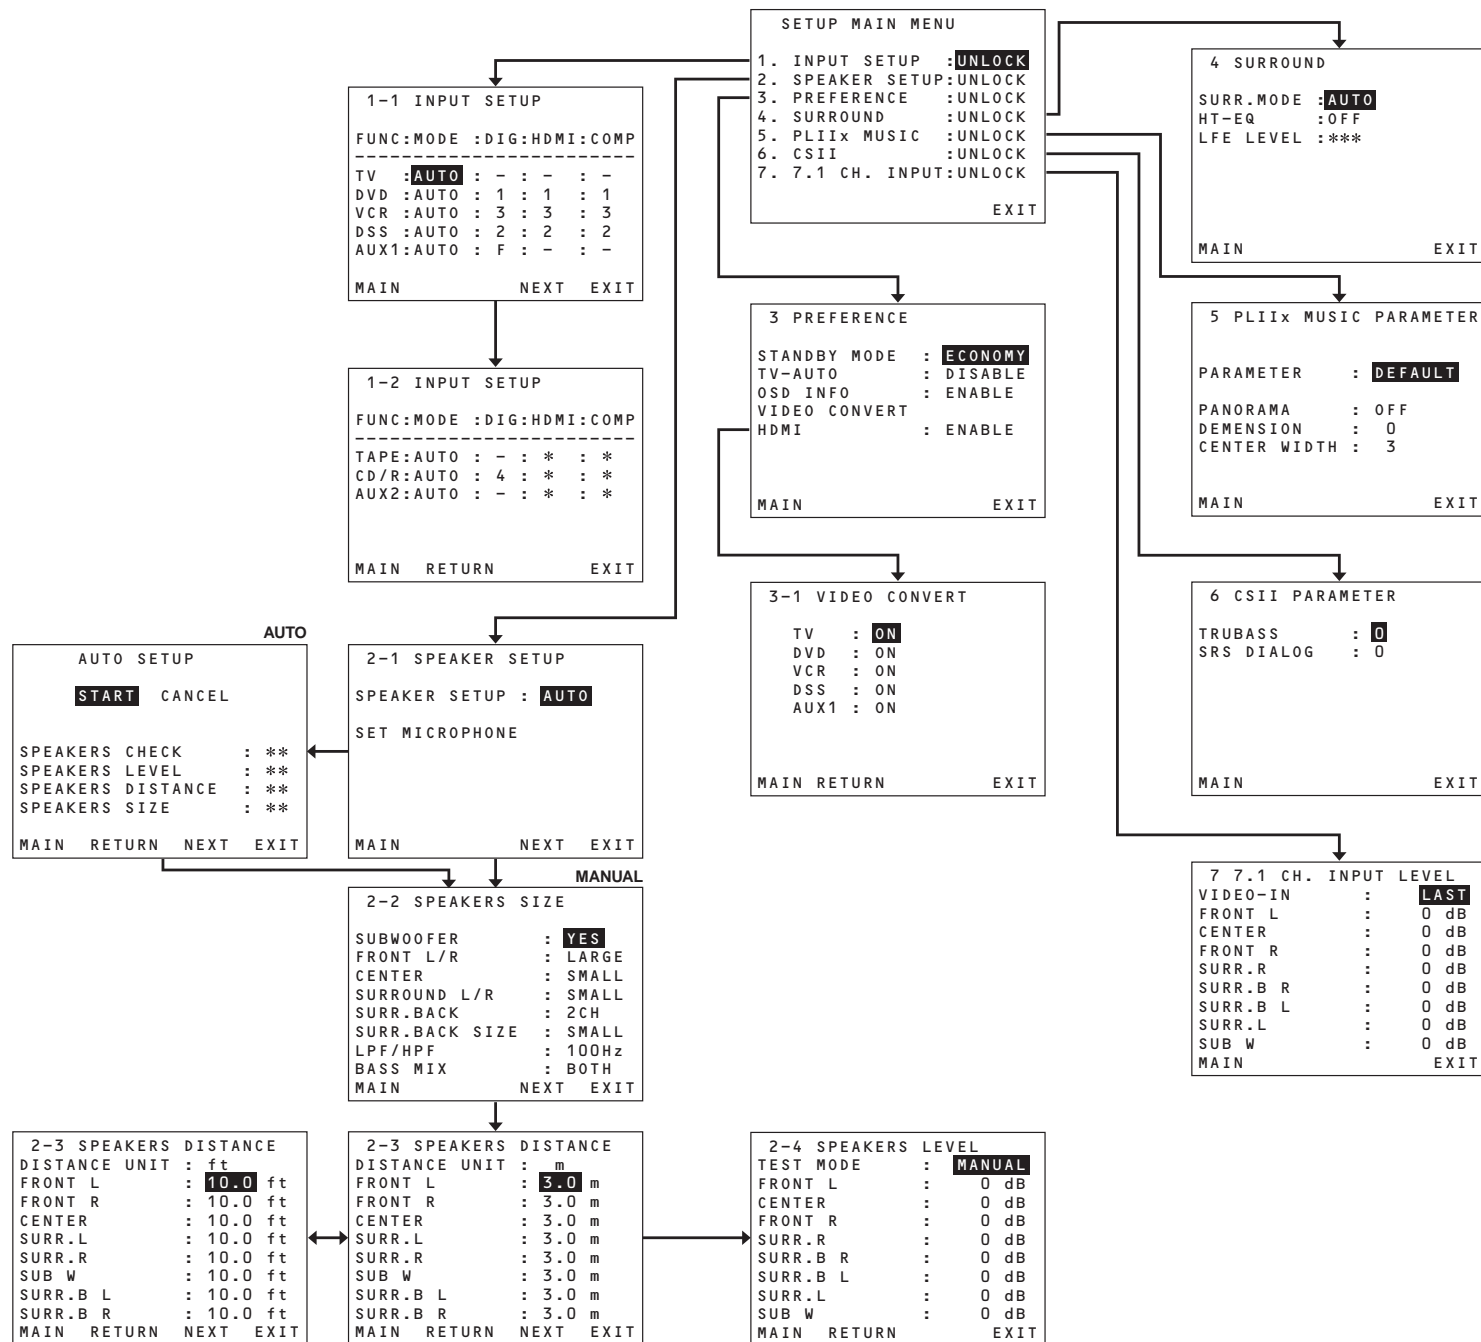 SETUP MAIN MENU
1. INPUT SETUP :UNLOCK
2. SPEAKER SETUP:UNLOCK
3. PREFERENCE :UNLOCK
4. SURROUND :UNLOCK
5. PLIIx MUSIC :UNLOCK
6. CSII :UNLOCK
7. 7.1 CH. INPUT:UNLOCK
EXIT
1-1 INPUT SETUP
FUNC:MODE :DIG:HDMI:COMP
------------------------
TV :AUTO : - : - : -
DVD :AUTO : 1 : 1 : 1
VCR :AUTO : 3 : 3 : 3
DSS :AUTO : 2 : 2 : 2
AUX1:AUTO : F : - : -
MAIN NEXT EXIT
1-2 INPUT SETUP
FUNC:MODE :DIG:HDMI:COMP
------------------------
TAPE:AUTO : - : * : *
CD/R:AUTO : 4 : * : *
AUX2:AUTO : - : * : *
MAIN RETURN EXIT
AUTO
AUTO SETUP
START CANCEL
SPEAKERS CHECK : **
SPEAKERS LEVEL : **
SPEAKERS DISTANCE : **
SPEAKERS SIZE : **
MAIN RETURN NEXT EXIT
2-1 SPEAKER SETUP
SPEAKER SETUP : AUTO
SET MICROPHONE
MAIN NEXT EXIT
MANUAL
2-2 SPEAKERS SIZE
SUBWOOFER : YES
FRONT L/R : LARGE
CENTER : SMALL
SURROUND L/R : SMALL
SURR.BACK : 2CH
SURR.BACK SIZE : SMALL
LPF/HPF : 100Hz
BASS MIX : BOTH
MAIN NEXT EXIT
2-3 SPEAKERS DISTANCE
DISTANCE UNIT : ft
FRONT L : 10.0 ft
FRONT R : 10.0 ft
CENTER : 10.0 ft
SURR.L : 10.0 ft
SURR.R : 10.0 ft
SUB W : 10.0 ft
SURR.B L : 10.0 ft
SURR.B R : 10.0 ft
MAIN RETURN NEXT EXIT
2-3 SPEAKERS DISTANCE
DISTANCE UNIT : m
FRONT L : 3.0 m
FRONT R : 3.0 m
CENTER : 3.0 m
SURR.L : 3.0 m
SURR.R : 3.0 m
SUB W : 3.0 m
SURR.B L : 3.0 m
SURR.B R : 3.0 m
MAIN RETURN NEXT EXIT
2-4 SPEAKERS LEVEL
TEST MODE : MANUAL
FRONT L : 0 dB
CENTER : 0 dB
FRONT R : 0 dB
SURR.R : 0 dB
SURR.B R : 0 dB
SURR.B L : 0 dB
SURR.L : 0 dB
SUB W : 0 dB
MAIN RETURN EXIT
3 PREFERENCE
STANDBY MODE : ECONOMY
TV-AUTO : DISABLE
OSD INFO : ENABLE
VIDEO CONVERT
HDMI : ENABLE
MAIN EXIT
3-1 VIDEO CONVERT
TV : ON
DVD : ON
VCR : ON
DSS : ON
AUX1 : ON
MAIN RETURN EXIT
4 SURROUND
SURR.MODE :AUTO
HT-EQ :OFF
LFE LEVEL :***
MAIN EXIT
5 PLIIx MUSIC PARAMETER
PARAMETER : DEFAULT
PANORAMA : OFF
DEMENSION : 0
CENTER WIDTH : 3
MAIN EXIT
6 CSII PARAMETER
TRUBASS : 0
SRS DIALOG : 0
MAIN EXIT
7 7.1 CH. INPUT LEVEL
VIDEO-IN : LAST
FRONT L : 0 dB
CENTER : 0 dB
FRONT R : 0 dB
SURR.R : 0 dB
SURR.B R : 0 dB
SURR.B L : 0 dB
SURR.L : 0 dB
SUB W : 0 dB
MAIN EXIT